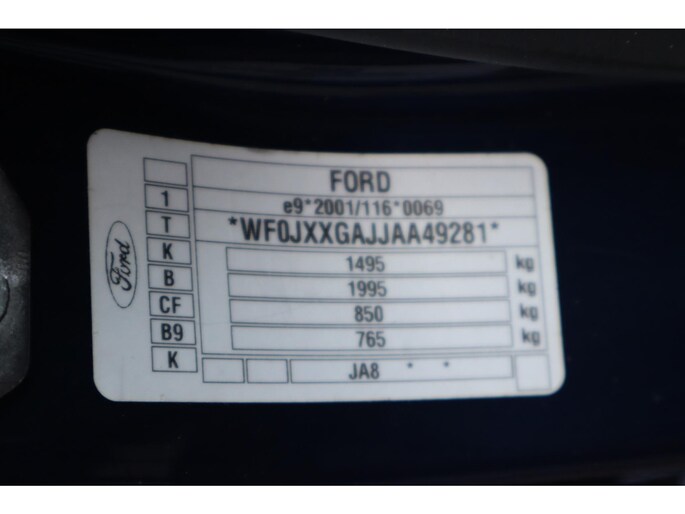 FORD
1 e9*2001/116*0069
T *WF0JXXGAJJAA49281*
K 1495 kg
B 1995 kg
CF 850 kg
B9 765 kg
K JA8 * *
Ford